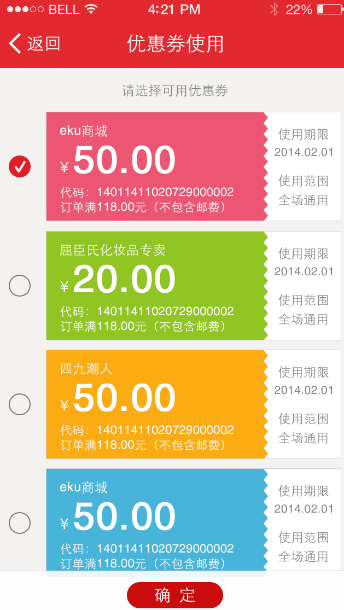 BELL 4:21 PM 22%
返回 优惠券使用
请选择可用优惠券
eku商城
¥50.00
代码：14011411020729000002
订单满118.00元（不包含邮费）
使用期限
2014.02.01
使用范围
全场通用
屈臣氏化妆品专卖
¥20.00
代码：14011411020729000002
订单满118.00元（不包含邮费）
使用期限
2014.02.01
使用范围
全场通用
四九潮人
¥50.00
代码：14011411020729000002
订单满118.00元（不包含邮费）
使用期限
2014.02.01
使用范围
全场通用
eku商城
¥50.00
代码：14011411020729000002
订单满118.00元（不包含邮费）
使用期限
2014.02.01
使用范围
全场通用
确 定